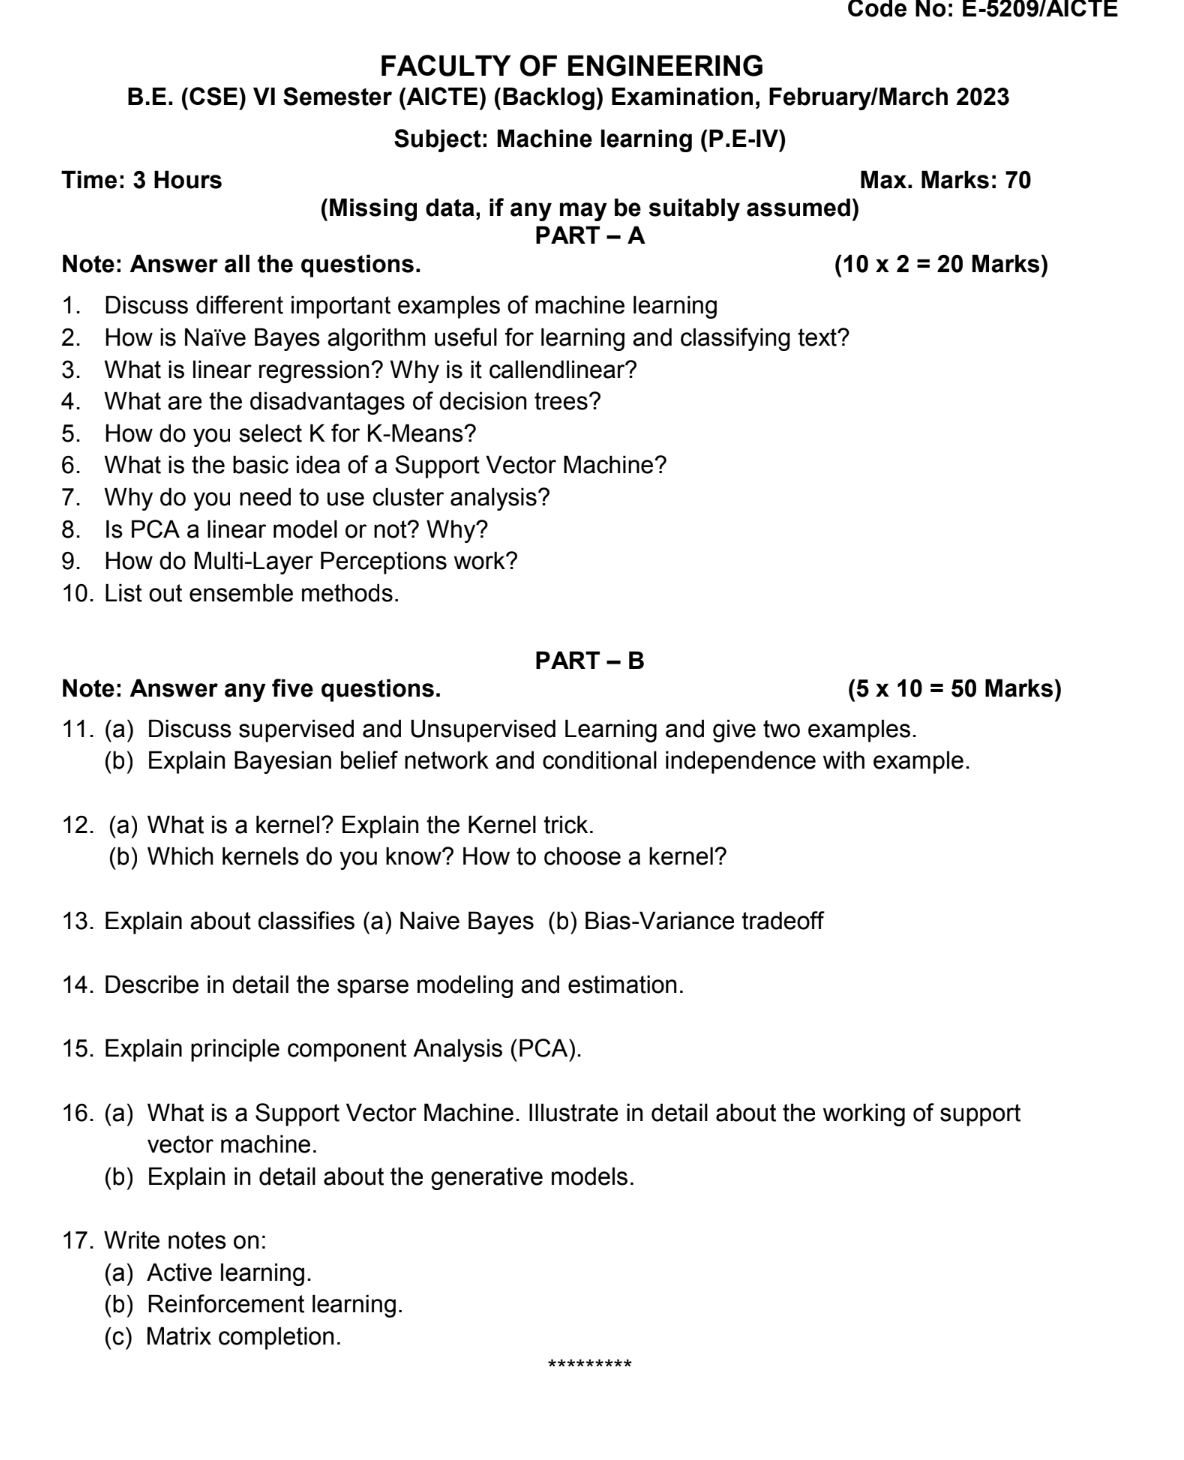 Code No: E-5209/AICTE
FACULTY OF ENGINEERING
B.E. (CSE) VI Semester (AICTE) (Backlog) Examination, February/March 2023
Subject: Machine learning (P.E-IV)
Time: 3 Hours Max. Marks: 70
(Missing data, if any may be suitably assumed)
PART – A
Note: Answer all the questions. (10 x 2 = 20 Marks)
1. Discuss different important examples of machine learning
2. How is Naïve Bayes algorithm useful for learning and classifying text?
3. What is linear regression? Why is it callendlinear?
4. What are the disadvantages of decision trees?
5. How do you select K for K-Means?
6. What is the basic idea of a Support Vector Machine?
7. Why do you need to use cluster analysis?
8. Is PCA a linear model or not? Why?
9. How do Multi-Layer Perceptions work?
10. List out ensemble methods.
PART – B
Note: Answer any five questions. (5 x 10 = 50 Marks)
11. (a) Discuss supervised and Unsupervised Learning and give two examples.
(b) Explain Bayesian belief network and conditional independence with example.
12. (a) What is a kernel? Explain the Kernel trick.
(b) Which kernels do you know? How to choose a kernel?
13. Explain about classifies (a) Naive Bayes (b) Bias-Variance tradeoff
14. Describe in detail the sparse modeling and estimation.
15. Explain principle component Analysis (PCA).
16. (a) What is a Support Vector Machine. Illustrate in detail about the working of support
vector machine.
(b) Explain in detail about the generative models.
17. Write notes on:
(a) Active learning.
(b) Reinforcement learning.
(c) Matrix completion.
*********